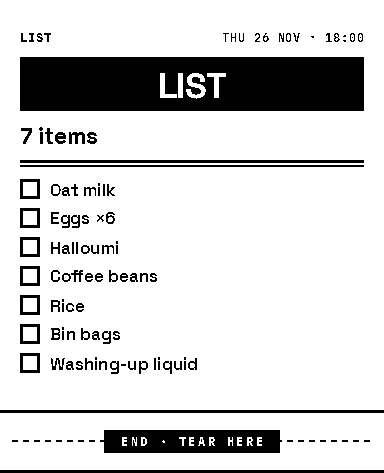 LIST
THU 26 NOV · 18:00
LIST
7 items
Oat milk
Eggs ×6
Halloumi
Coffee beans
Rice
Bin bags
Washing-up liquid
END · TEAR HERE